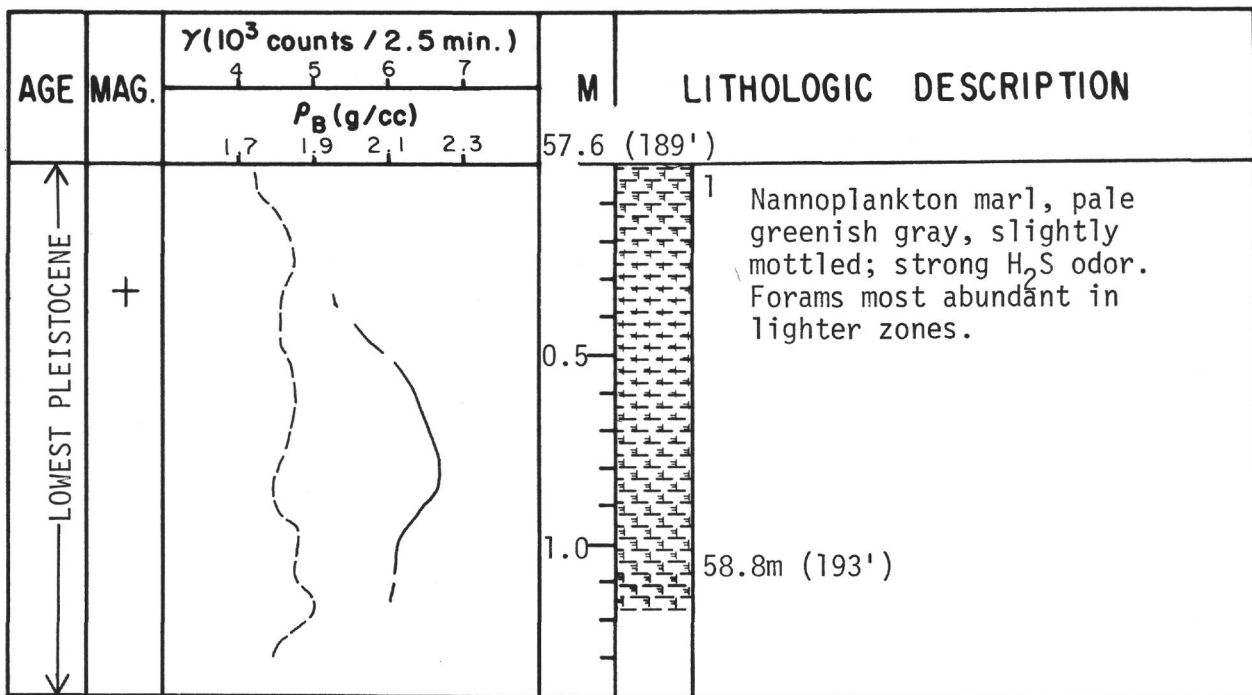 AGE
MAG.
γ(10³ counts / 2.5 min.)
4 5 6 7
ρB (g/cc)
1.7 1.9 2.1 2.3
M
LITHOLOGIC DESCRIPTION
57.6 (189')
LOWEST PLEISTOCENE
+
0.5
1.0
1
Nannoplankton marl, pale
greenish gray, slightly
mottled; strong H₂S odor.
Forams most abundant in
lighter zones.
58.8m (193')